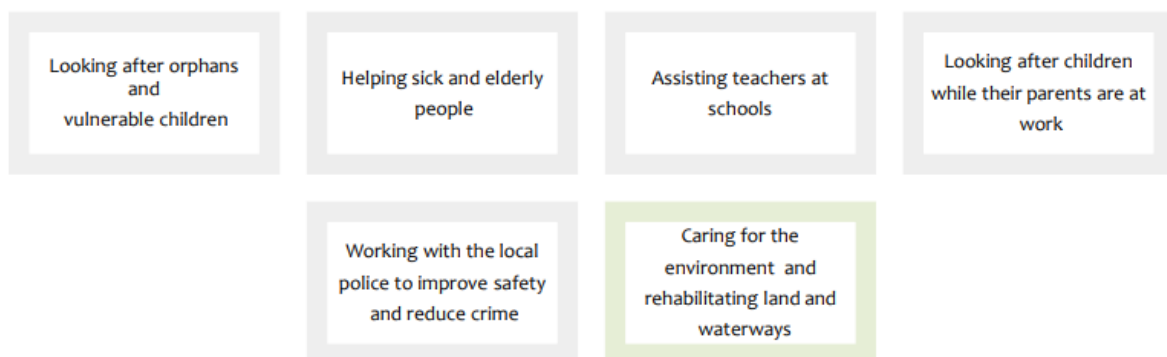 Looking after orphans
and
vulnerable children
Helping sick and elderly
people
Assisting teachers at
schools
Looking after children
while their parents are at
work
Working with the local
police to improve safety
and reduce crime
Caring for the
environment and
rehabilitating land and
waterways